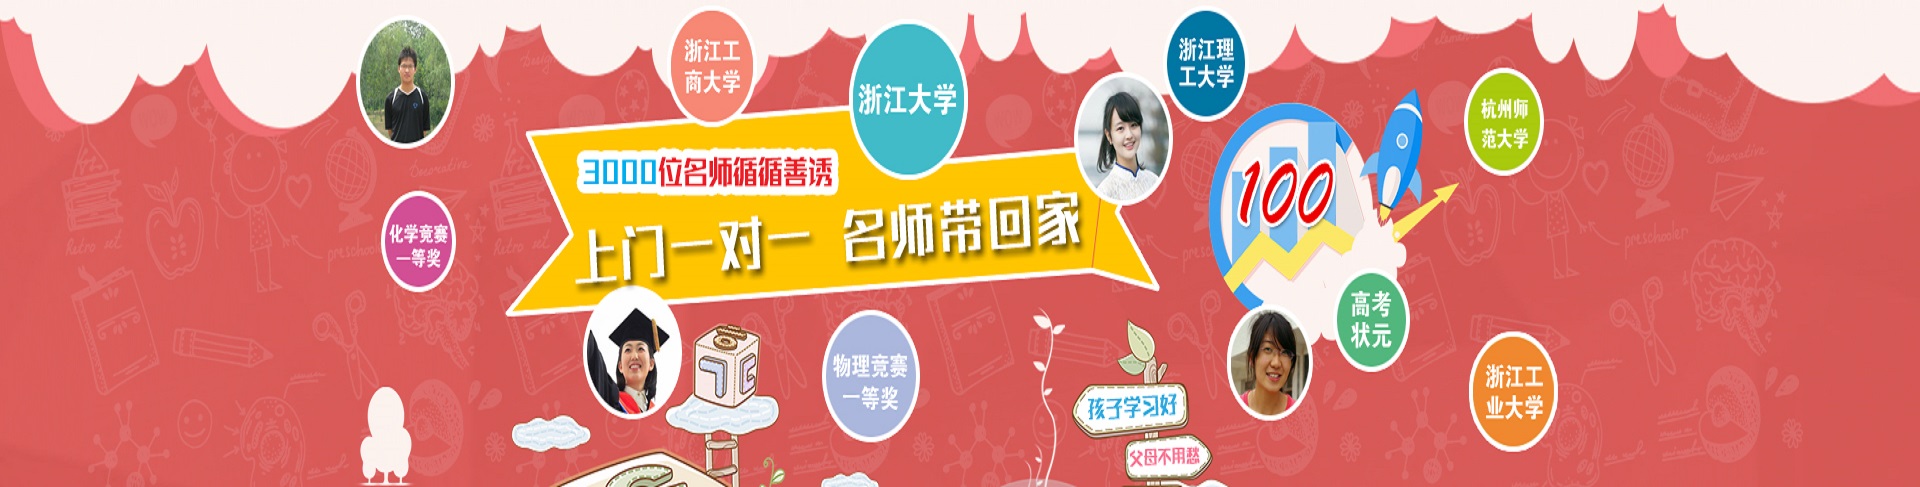 浙江工
商大学
浙江大学
浙江理
工大学
杭州师
范大学
3000位名师循循善诱
上门一对一 名师带回家
100
化学竞赛
一等奖
高考
状元
物理竞赛
一等奖
浙江工
业大学
孩子学习好
父母不用愁